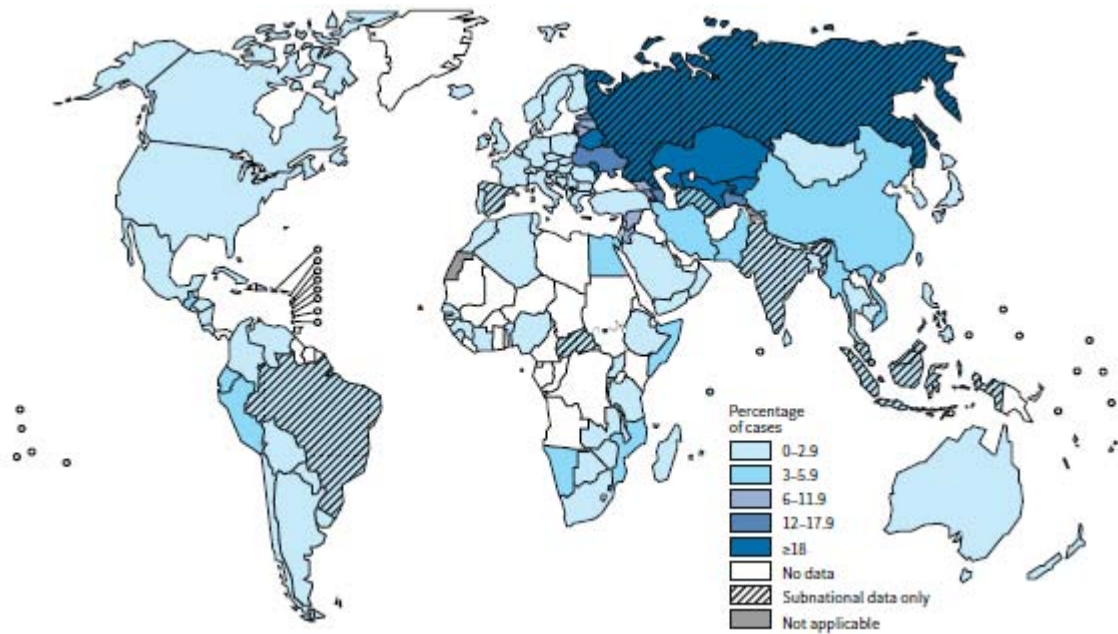 Percentage
of cases
0–2.9
3–5.9
6–11.9
12–17.9
≥18
No data
Subnational data only
Not applicable